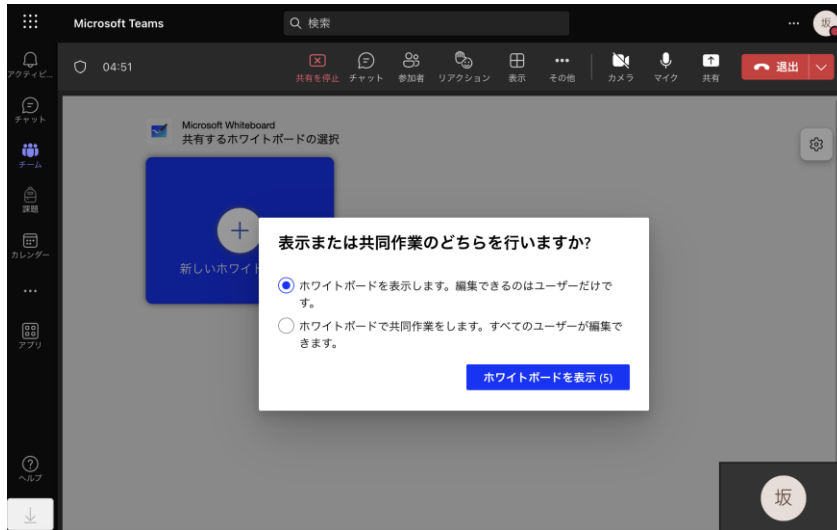 Microsoft Teams
検索
坂
アクティビ...
04:51
共有を停止
チャット
参加者
リアクション
表示
その他
カメラ
マイク
共有
退出
チャット
チーム
課題
カレンダー
アプリ
ヘルプ
Microsoft Whiteboard
共有するホワイトボードの選択
新しいホワイト
表示または共同作業のどちらを行いますか?
ホワイトボードを表示します。編集できるのはユーザーだけで
す。
ホワイトボードで共同作業をします。すべてのユーザーが編集で
きます。
ホワイトボードを表示 (5)
坂